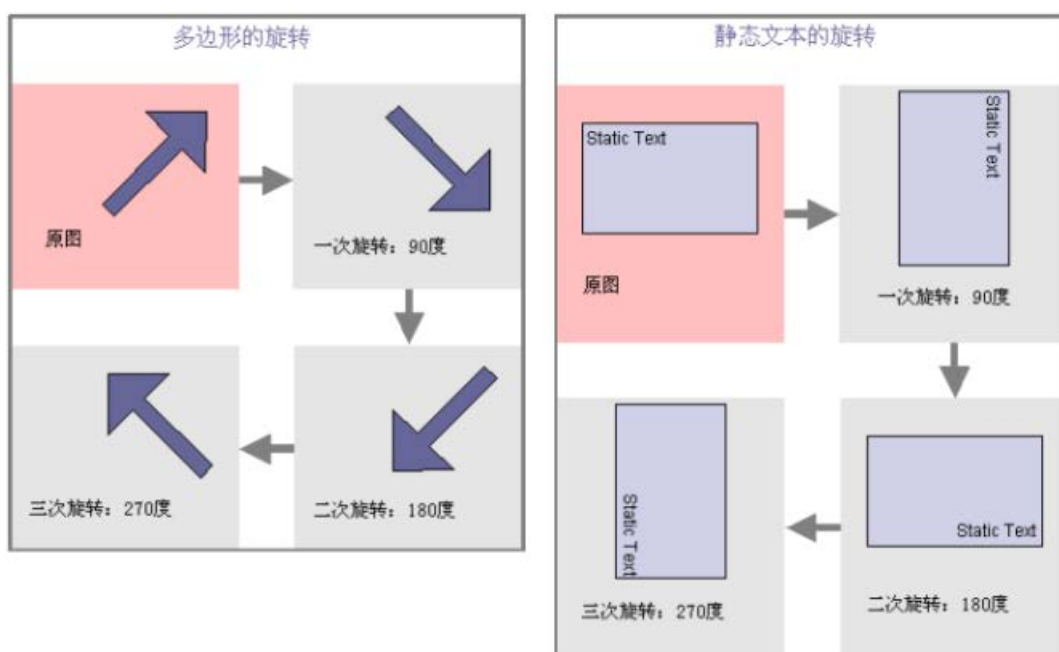 多边形的旋转
原图
一次旋转：90度
三次旋转：270度
二次旋转：180度
静态文本的旋转
Static Text
原图
Static Text
一次旋转：90度
Static Text
三次旋转：270度
Static Text
二次旋转：180度